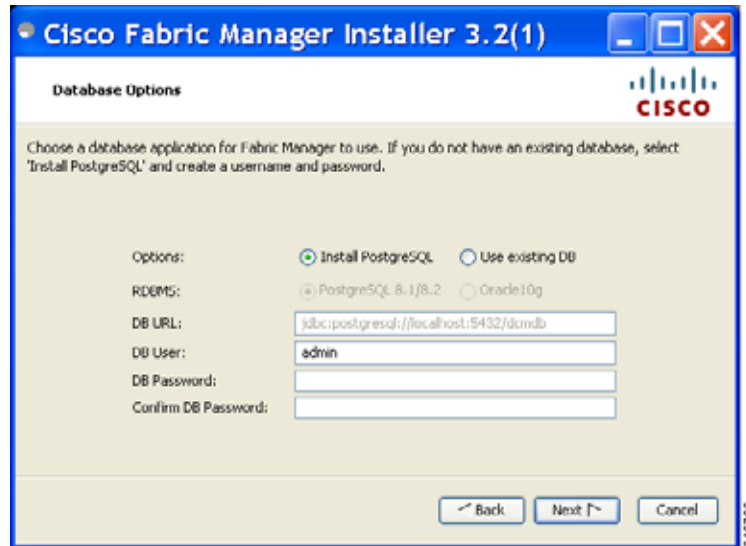 Cisco Fabric Manager Installer 3.2(1)
Database Options
CISCO
Choose a database application for Fabric Manager to use. If you do not have an existing database, select
'Install PostgreSQL' and create a username and password.
Options: Install PostgreSQL Use existing DB
RDBMS: PostgreSQL 8.1/8.2 Oracle10g
DB URL: jdbc:postgresql://localhost:5432/dcmdb
DB User: admin
DB Password:
Confirm DB Password:
Back Next Cancel